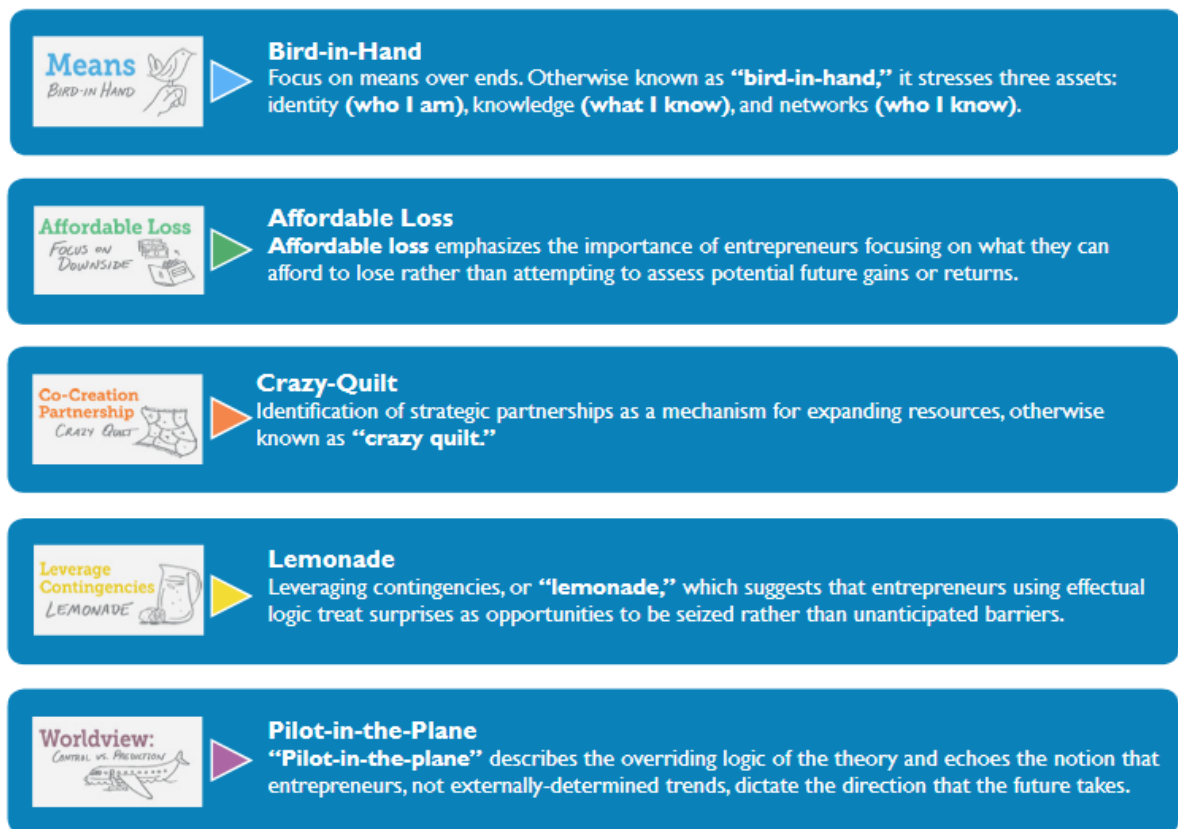 Means
BIRD-IN HAND
Bird-in-Hand
Focus on means over ends. Otherwise known as “bird-in-hand,” it stresses three assets:
identity (who I am), knowledge (what I know), and networks (who I know).
Affordable Loss
FOCUS ON
DOWNSIDE
Affordable Loss
Affordable loss emphasizes the importance of entrepreneurs focusing on what they can
afford to lose rather than attempting to assess potential future gains or returns.
Co-Creation
Partnership
CRAZY QUILT
Crazy-Quilt
Identification of strategic partnerships as a mechanism for expanding resources, otherwise
known as “crazy quilt.”
Leverage
Contingencies
LEMONADE
Lemonade
Leveraging contingencies, or “lemonade,” which suggests that entrepreneurs using effectual
logic treat surprises as opportunities to be seized rather than unanticipated barriers.
Worldview:
CONTROL VS. PREDICTION
Pilot-in-the-Plane
“Pilot-in-the-plane” describes the overriding logic of the theory and echoes the notion that
entrepreneurs, not externally-determined trends, dictate the direction that the future takes.